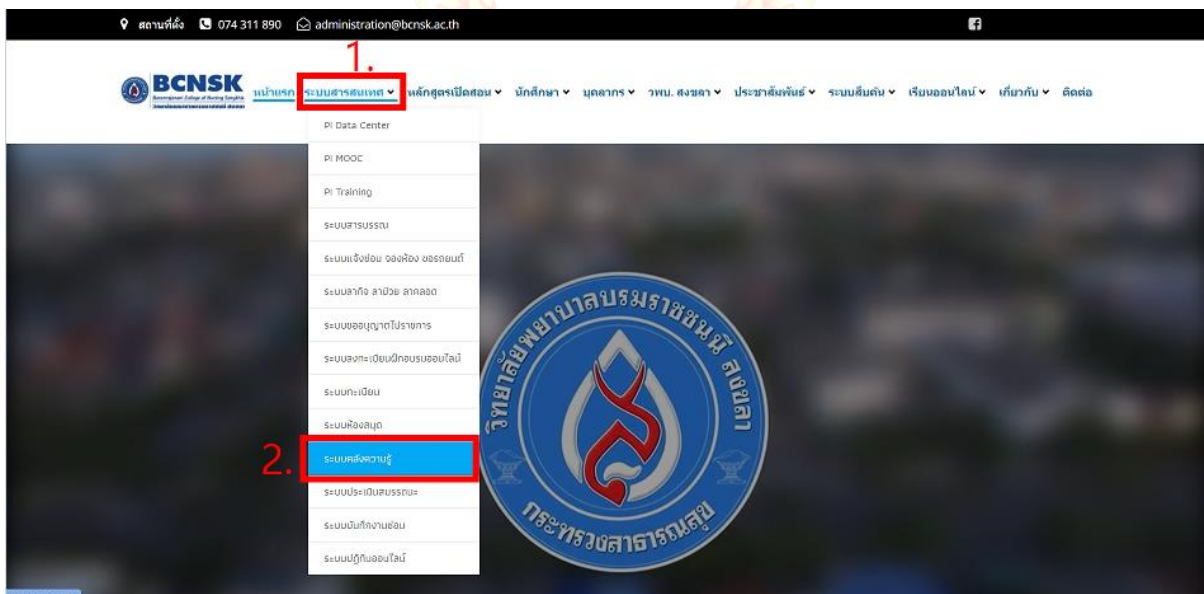 สถานที่ตั้ง 074 311 890 administration@bcnsk.ac.th
1.
BCNSK
หน้าแรก ระบบสารสนเทศ หลักสูตรเปิดสอน นักศึกษา บุคลากร วพบ. สงขลา ประชาสัมพันธ์ ระบบสืบค้น เรียนออนไลน์ เกี่ยวกับ ติดต่อ
PI Data Center
PI MOOC
PI Training
ระบบสารบรรณ
ระบบแจ้งซ่อม จองห้อง ขอรถยนต์
ระบบลากิจ ลาป่วย ลาคลอด
ระบบขออนุญาตไปราชการ
ระบบลงทะเบียนฝึกอบรมออนไลน์
ระบบทะเบียน
ระบบห้องสมุด
2. ระบบคลังความรู้
ระบบประเมินสมรรถนะ
ระบบบันทึกงานซ่อม
ระบบปฏิทินออนไลน์
วิทยาลัยพยาบาลบรมราชชนนี สงขลา
กระทรวงสาธารณสุข